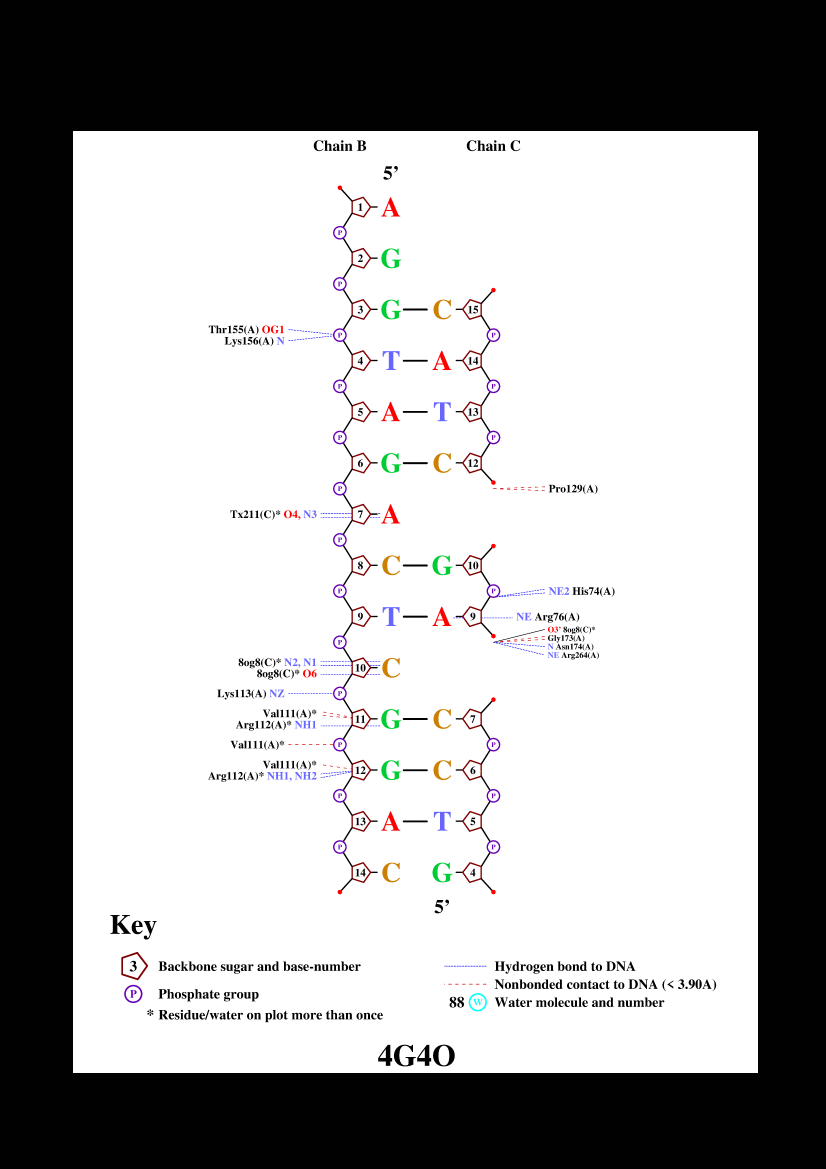 Chain B Chain C
5’
1 A
P
2 G
P
3 G C 15
Thr155(A) OG1
P P
Lys156(A) N
4 T A 14
P P
5 A T 13
P P
6 G C 12
P Pro129(A)
Tx211(C)* O4, N3 7 A
P
8 C G 10
P P NE2 His74(A)
9 T A 9 NE Arg76(A)
O3' 8og8(C)*
P Gly173(A)
N Asn174(A)
NE Arg264(A)
8og8(C)* N2, N1
10 C
8og8(C)* O6
Lys113(A) NZ P
Val111(A)*
11 G C 7
Arg112(A)* NH1
Val111(A)* P P
Val111(A)*
12 G C 6
Arg112(A)* NH1, NH2
P P
13 A T 5
P P
14 C G 4
5’
Key
3 Backbone sugar and base-number
P Phosphate group
* Residue/water on plot more than once
Hydrogen bond to DNA
Nonbonded contact to DNA (< 3.90A)
88 W Water molecule and number
4G4O